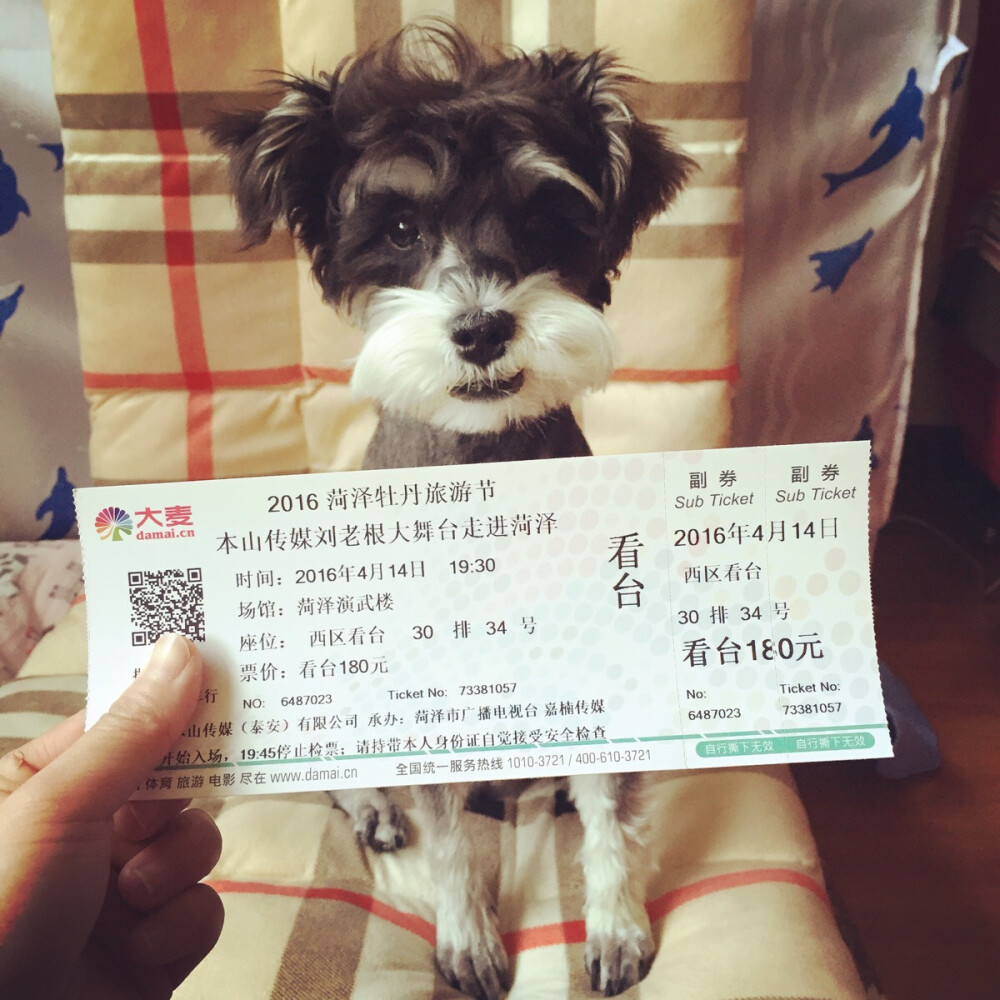 大麦
damai.cn
2016 菏泽牡丹旅游节
本山传媒刘老根大舞台走进菏泽
时间：2016年4月14日 19:30
场馆：菏泽演武楼
座位： 西区看台 30 排 34 号
票价：看台180元
行 NO: 6487023 Ticket No: 73381057
山传媒（泰安）有限公司 承办：菏泽市广播电视台 嘉楠传媒
开始入场，19:45停止检票；请持带本人身份证自觉接受安全检查
体育 旅游 电影 尽在 www.damai.cn 全国统一服务热线 1010-3721 / 400-610-3721
看台
副 券 副 券
Sub Ticket Sub Ticket
2016年4月14日
西区看台
30 排 34 号
看台180元
No: Ticket No:
6487023 73381057
自行撕下无效 自行撕下无效